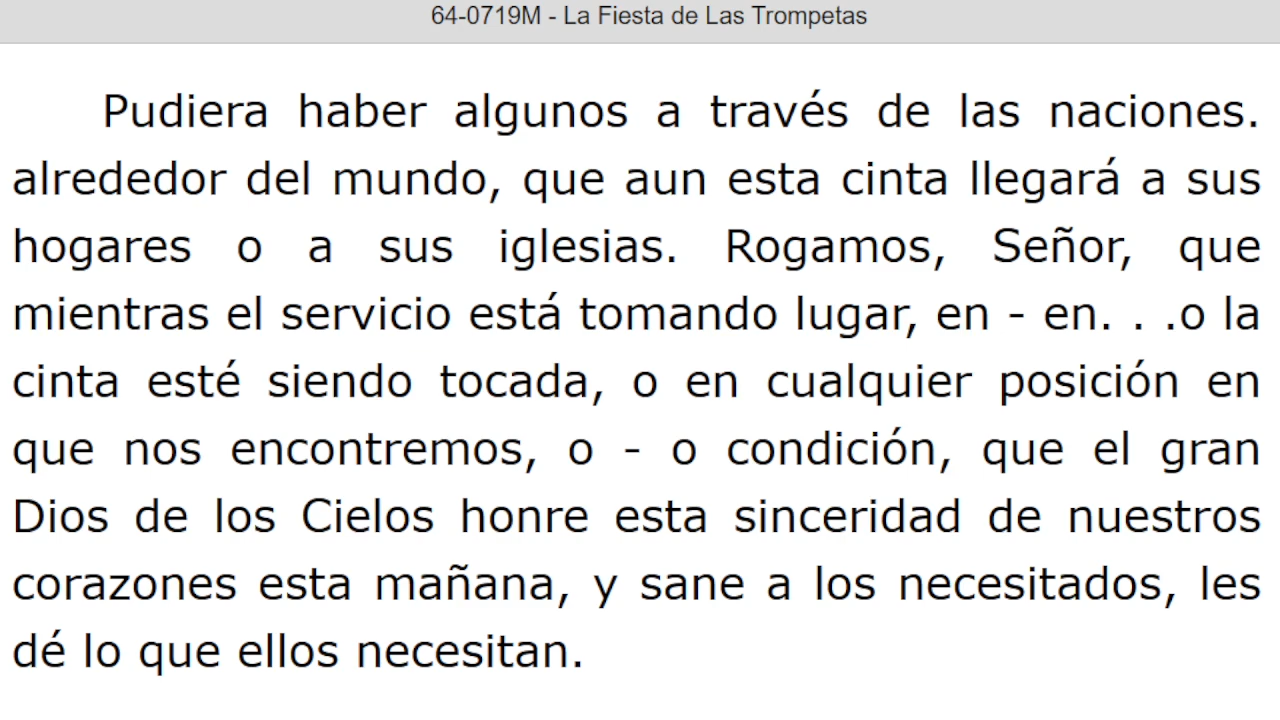 64-0719M - La Fiesta de Las Trompetas
Pudiera haber algunos a través de las naciones.
alrededor del mundo, que aun esta cinta llegará a sus
hogares o a sus iglesias. Rogamos, Señor, que
mientras el servicio está tomando lugar, en - en. . .o la
cinta esté siendo tocada, o en cualquier posición en
que nos encontremos, o - o condición, que el gran
Dios de los Cielos honre esta sinceridad de nuestros
corazones esta mañana, y sane a los necesitados, les
dé lo que ellos necesitan.